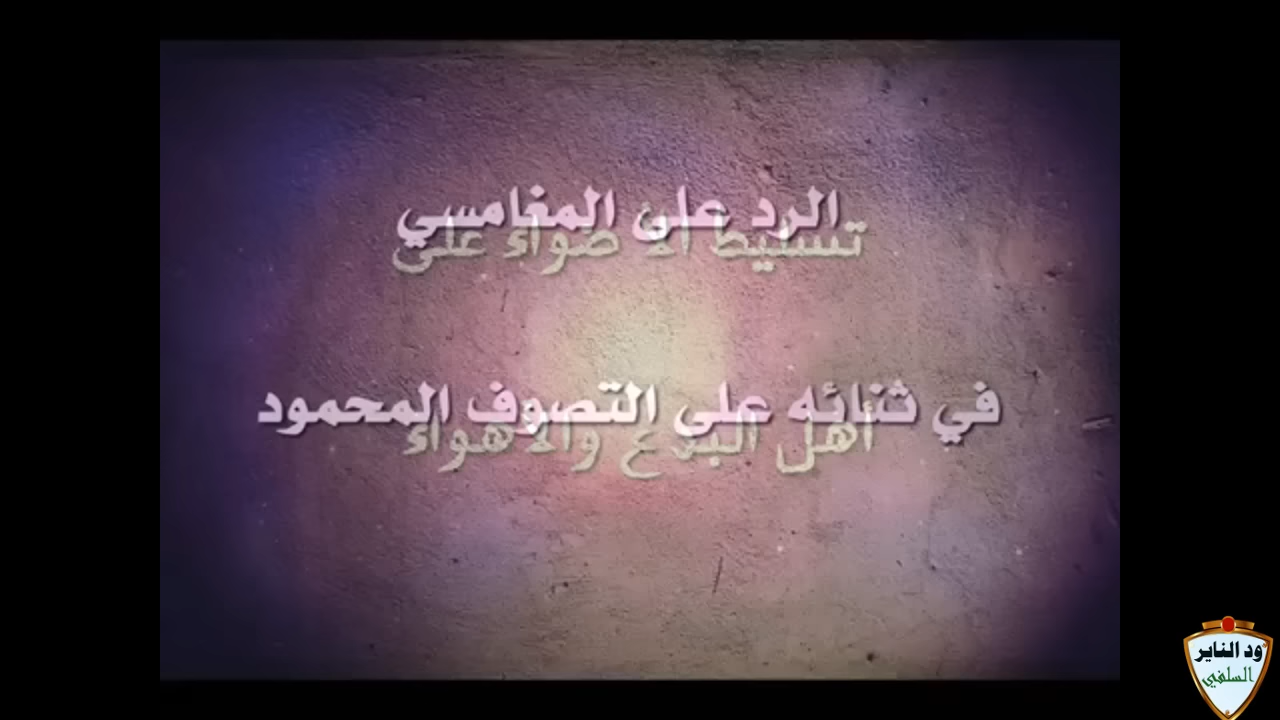 الرد على المغامسي
تسليط الأضواء على
في ثنائه على التصوف المحمود
أهل البدع والأهواء
ود الناير
السلفي